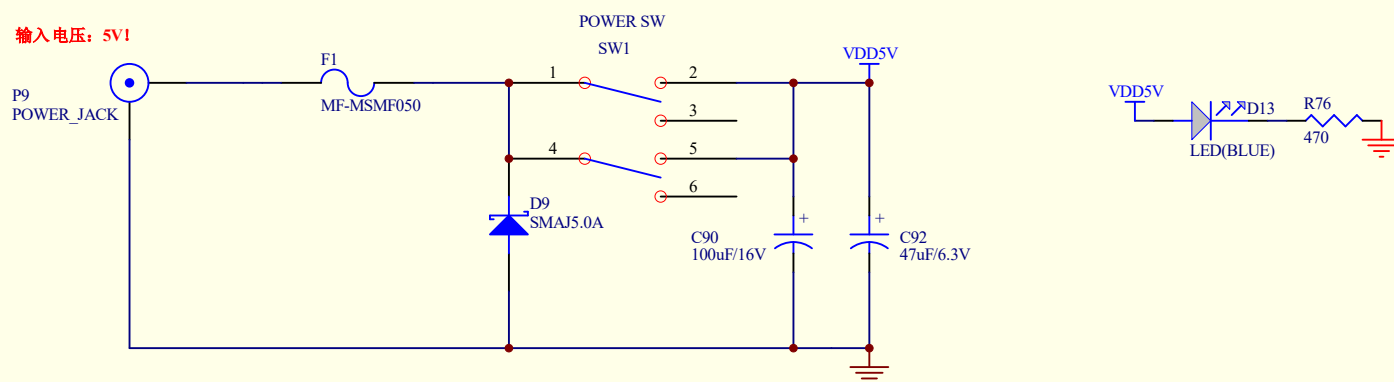 输入电压：5V!
P9
POWER_JACK
F1
MF-MSMF050
POWER SW
SW1
1
2
3
4
5
6
D9
SMAJ5.0A
C90
100uF/16V
VDD5V
C92
47uF/6.3V
VDD5V
D13
LED(BLUE)
R76
470